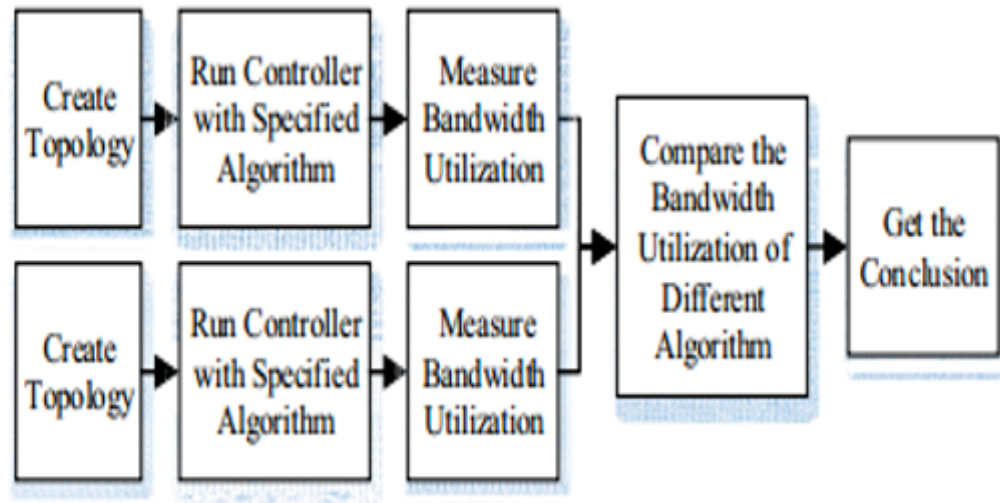 Create
Topology
Run Controller
with Specified
Algorithm
Measure
Bandwidth
Utilization
Create
Topology
Run Controller
with Specified
Algorithm
Measure
Bandwidth
Utilization
Compare the
Bandwidth
Utilization of
Different
Algorithm
Get the
Conclusion